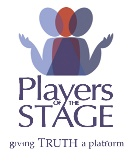 Players
OF THE
STAGE
giving TRUTH a platform